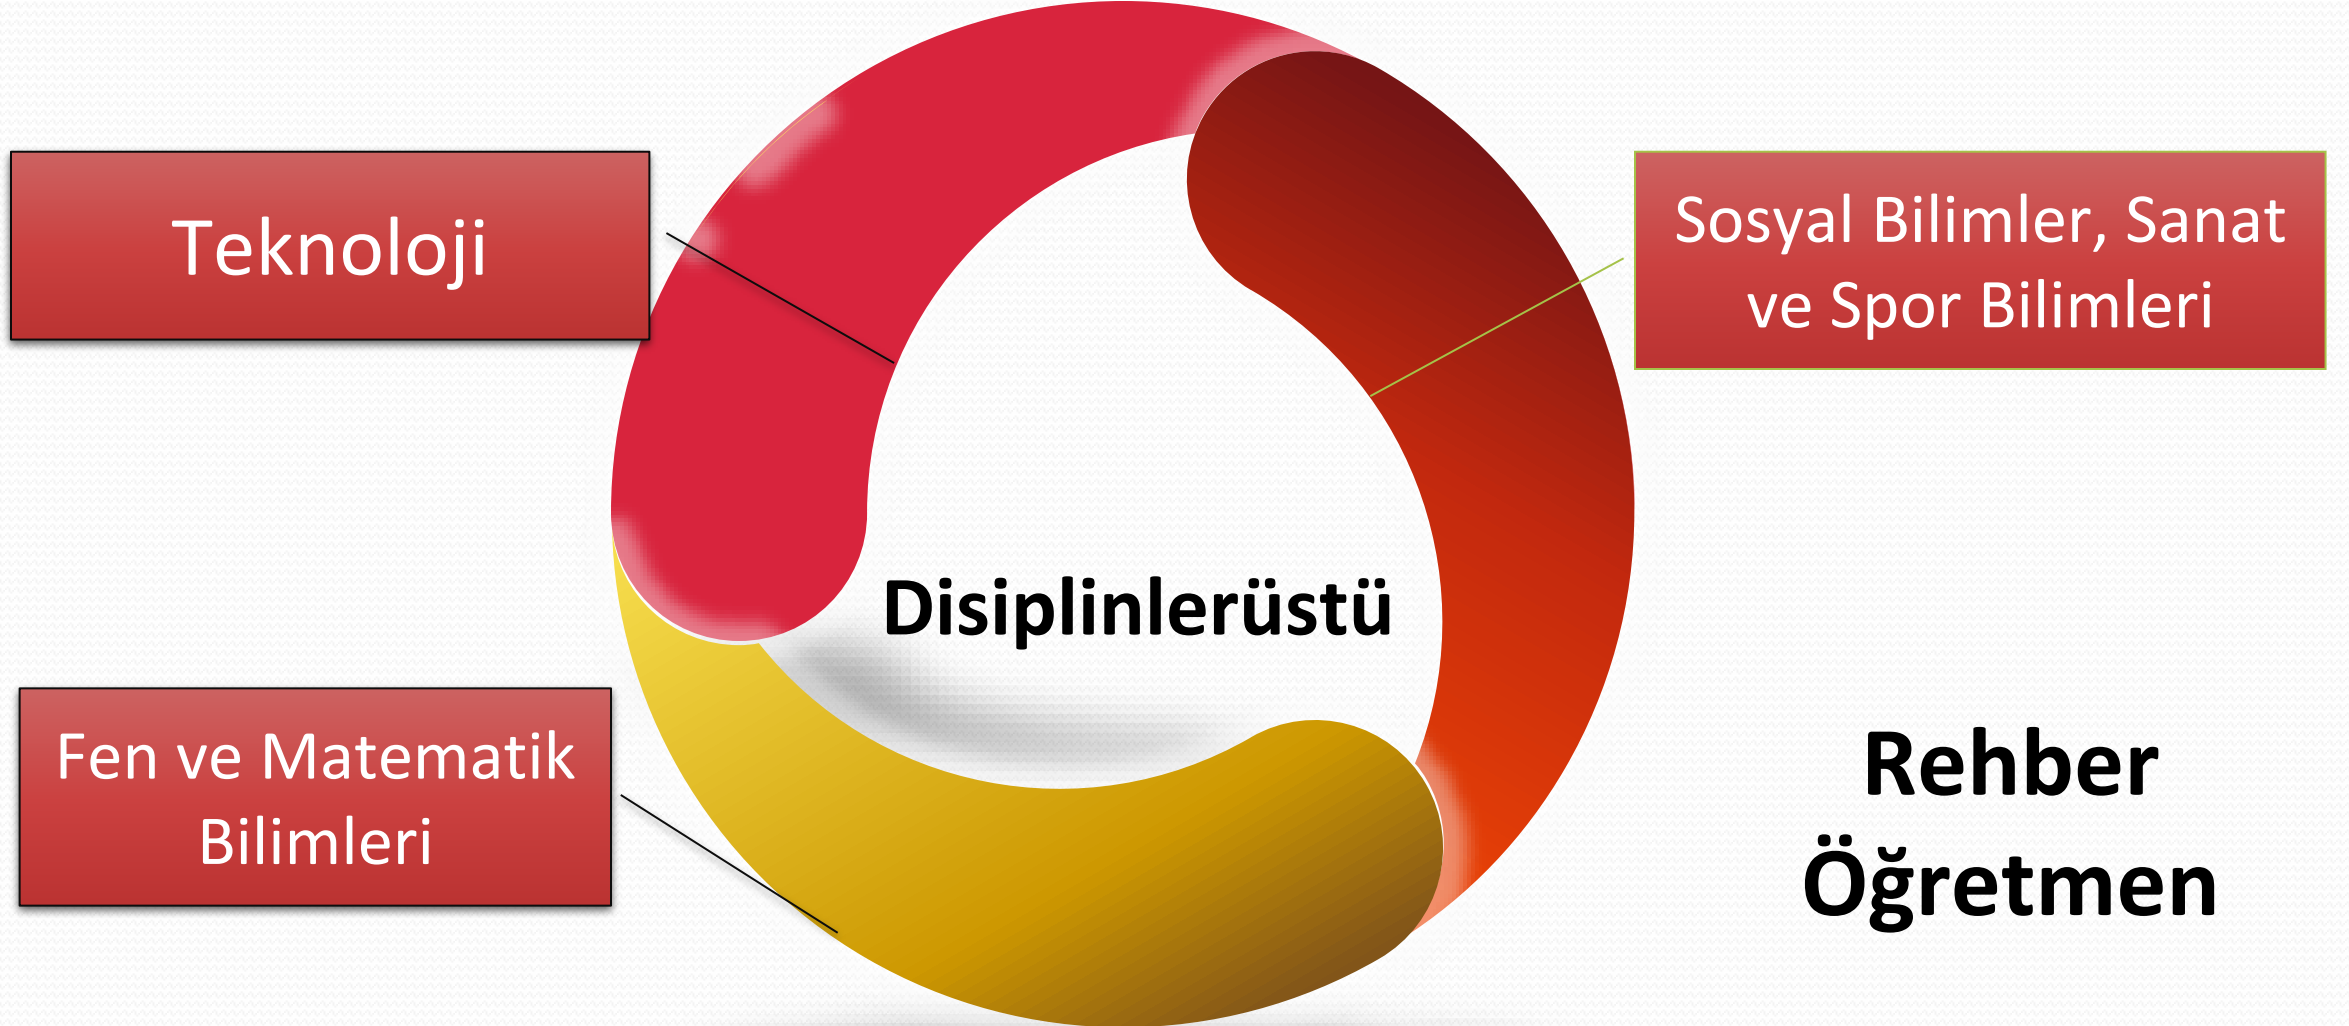 Teknoloji
Sosyal Bilimler, Sanat
ve Spor Bilimleri
Disiplinlerüstü
Fen ve Matematik
Bilimleri
Rehber
Öğretmen